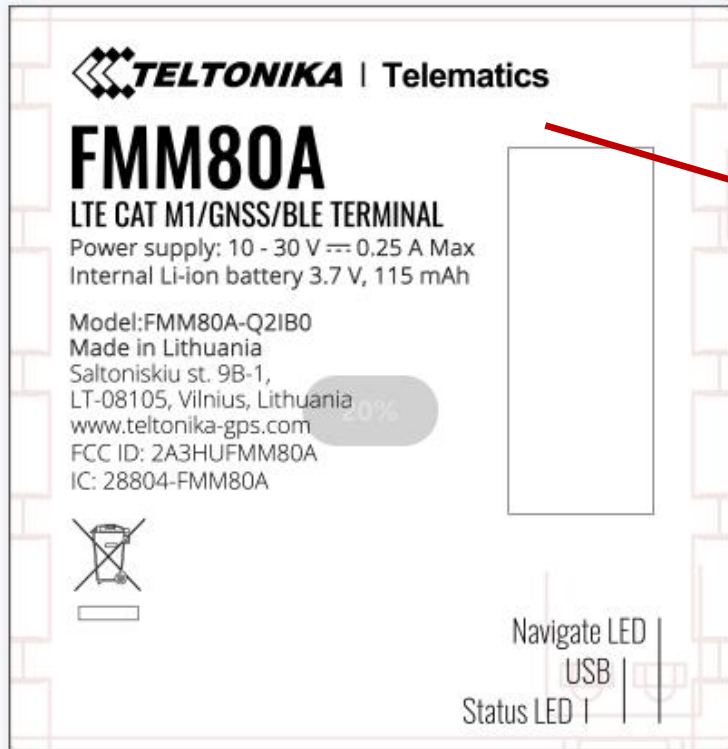 TELTONIKA | Telematics
FMM80A
LTE CAT M1/GNSS/BLE TERMINAL
Power supply: 10 - 30 V ⎓ 0.25 A Max
Internal Li-ion battery 3.7 V, 115 mAh
Model:FMM80A-Q2IB0
Made in Lithuania
Saltoniskiu st. 9B-1,
LT-08105, Vilnius, Lithuania
20%
www.teltonika-gps.com
FCC ID: 2A3HUFMM80A
IC: 28804-FMM80A
Navigate LED
USB
Status LED